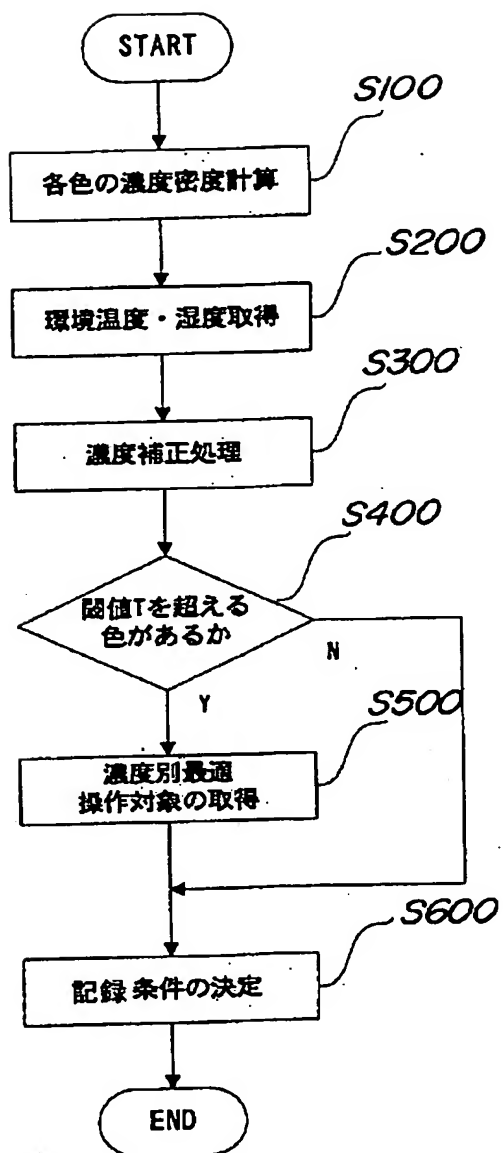 START
S100
各色の濃度密度計算
S200
環境温度・湿度取得
S300
濃度補正処理
S400
閾値Tを超える
色があるか
N
Y
S500
濃度別最適
操作対象の取得
S600
記録条件の決定
END